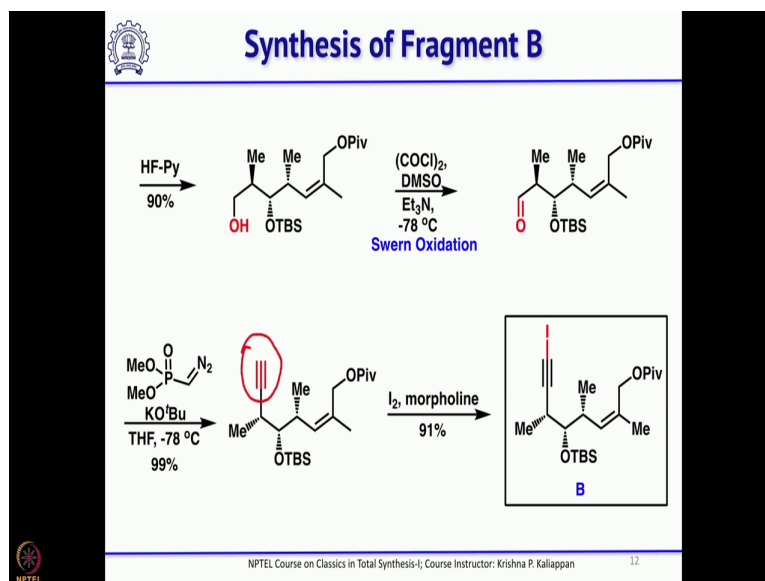 Synthesis of Fragment B
HF-Py
90%
Me Me
OPiv
OH OTBS
(COCl)2,
DMSO
Et3N,
-78 ºC
Swern Oxidation
Me Me
OPiv
O OTBS
MeO O
P N2
MeO
KOtBu
THF, -78 ºC
99%
Me
OPiv
Me
OTBS
I2, morpholine
91%
I
Me
OPiv
Me Me
OTBS
B
NPTEL Course on Classics in Total Synthesis-I; Course Instructor: Krishna P. Kaliappan
12
NPTEL